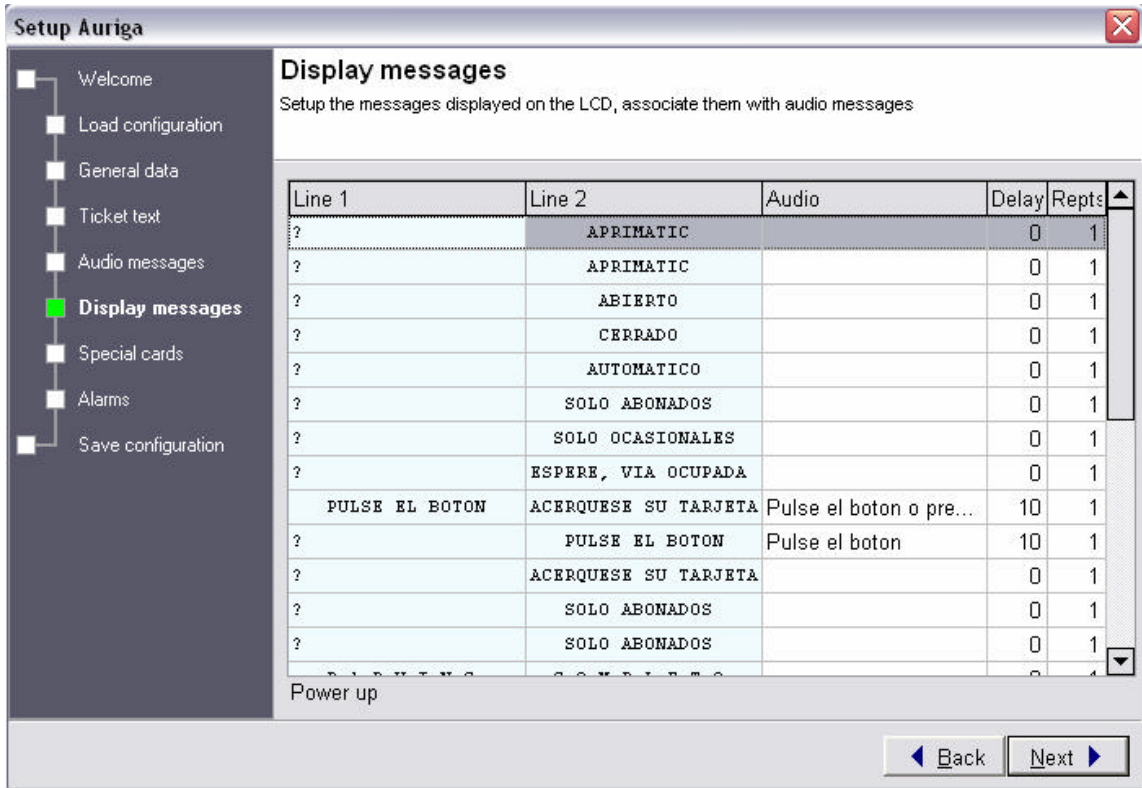 Setup Auriga
Welcome
Load configuration
General data
Ticket text
Audio messages
Display messages
Special cards
Alarms
Save configuration
Display messages
Setup the messages displayed on the LCD, associate them with audio messages
Line 1 Line 2 Audio Delay Repts
? APRIMATIC 0 1
? APRIMATIC 0 1
? ABIERTO 0 1
? CERRADO 0 1
? AUTOMATICO 0 1
? SOLO ABONADOS 0 1
? SOLO OCASIONALES 0 1
? ESPERE, VIA OCUPADA 0 1
PULSE EL BOTON ACERQUESE SU TARJETA Pulse el boton o pre... 10 1
? PULSE EL BOTON Pulse el boton 10 1
? ACERQUESE SU TARJETA 0 1
? SOLO ABONADOS 0 1
? SOLO ABONADOS 0 1
Power up
Back Next